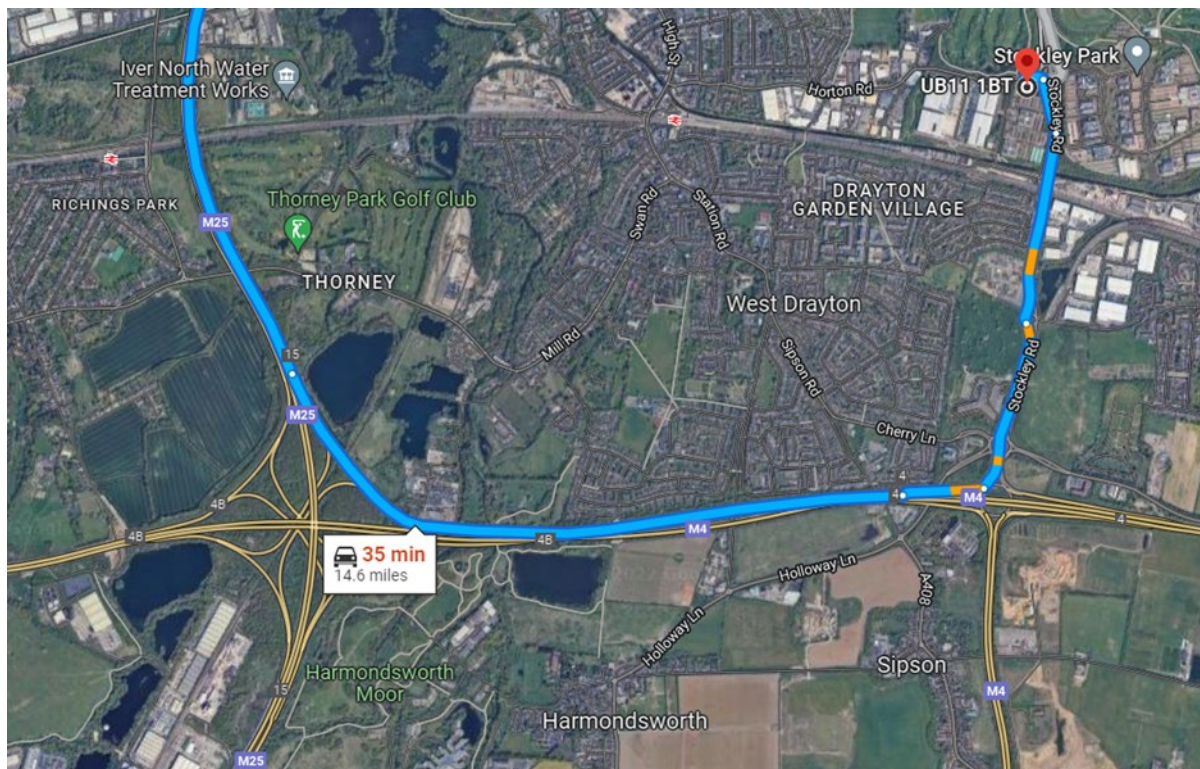 High St
Iver North Water
Treatment Works
Stockley Park
UB11 1BT
Horton Rd
Stockley Rd
RICHINGS PARK
Thorney Park Golf Club
M25
Swan Rd
Station Rd
DRAYTON
GARDEN VILLAGE
THORNEY
West Drayton
Mill Rd
15
Sipson Rd
Stockley Rd
M25
Cherry Ln
4
4B
4
M4
M4
4
4B
4B
35 min
14.6 miles
Holloway Ln
A408
Holloway Ln
Harmondsworth
Moor
Sipson
15
M4
Harmondsworth
M25